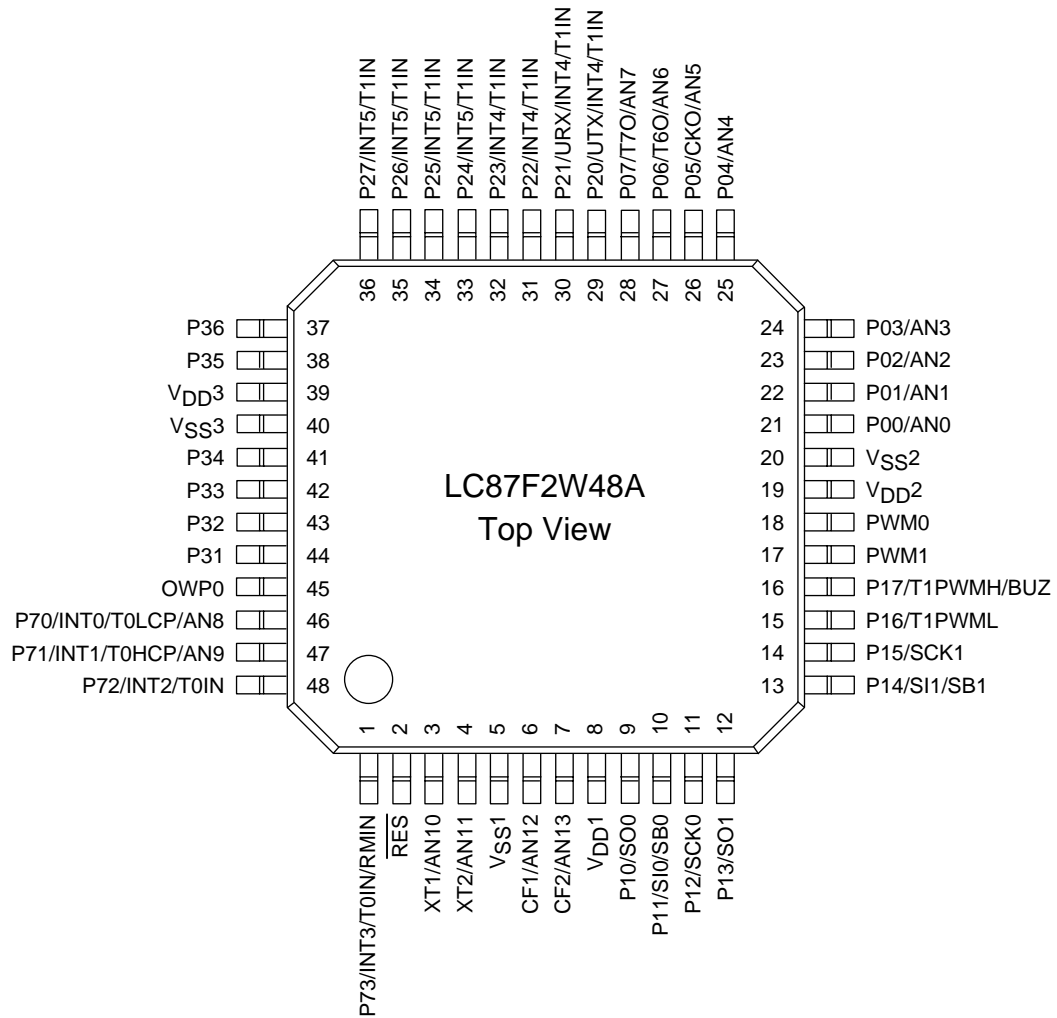 P27/INT5/T1IN
P26/INT5/T1IN
P25/INT5/T1IN
P24/INT5/T1IN
P23/INT4/T1IN
P22/INT4/T1IN
P21/URX/INT4/T1IN
P20/UTX/INT4/T1IN
P07/T7O/AN7
P06/T6O/AN6
P05/CKO/AN5
P04/AN4
36
35
34
33
32
31
30
29
28
27
26
25
P36 37
P35 38
VDD3 39
VSS3 40
P34 41
P33 42
P32 43
P31 44
OWP0 45
P70/INT0/T0LCP/AN8 46
P71/INT1/T0HCP/AN9 47
P72/INT2/T0IN 48
LC87F2W48A
Top View
24 P03/AN3
23 P02/AN2
22 P01/AN1
21 P00/AN0
20 VSS2
19 VDD2
18 PWM0
17 PWM1
16 P17/T1PWMH/BUZ
15 P16/T1PWML
14 P15/SCK1
13 P14/SI1/SB1
1
2
3
4
5
6
7
8
9
10
11
12
P73/INT3/T0IN/RMIN
RES
XT1/AN10
XT2/AN11
VSS1
CF1/AN12
CF2/AN13
VDD1
P10/SO0
P11/SI0/SB0
P12/SCK0
P13/SO1